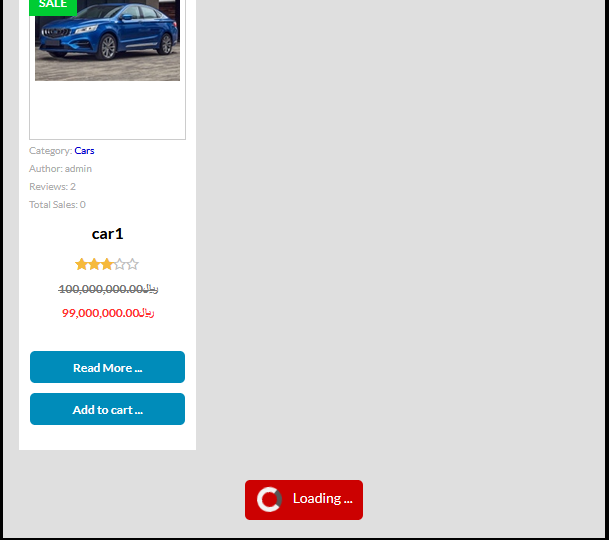 SALE
Category: Cars
Author: admin
Reviews: 2
Total Sales: 0
car1
100,000,000.00﷼
99,000,000.00﷼
Read More ...
Add to cart ...
Loading ...